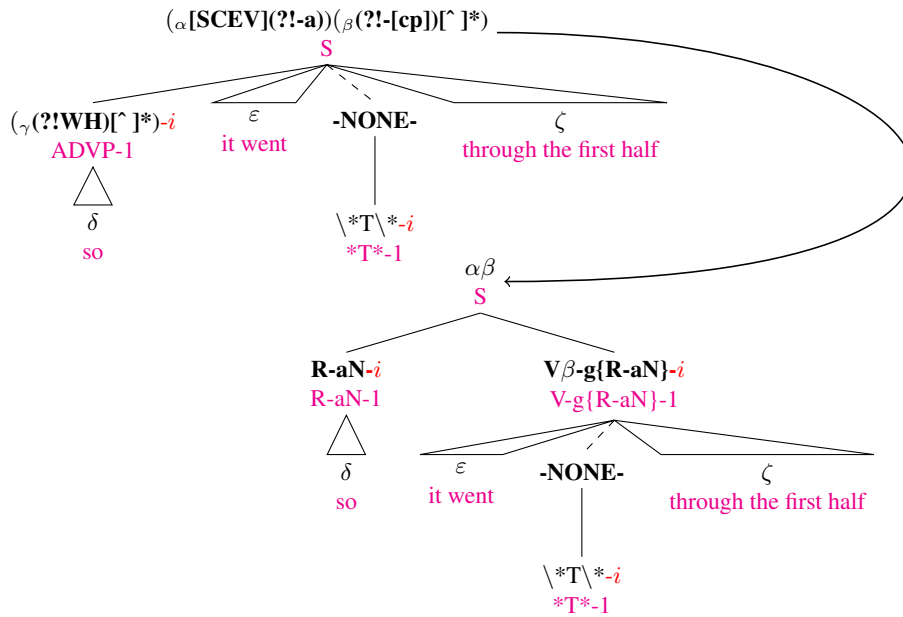 (α[SCEV](?!-a))(β(?!-[cp])[^ ]*)
S
(γ(?!WH)[^ ]*)-i ε -NONE- ζ
ADVP-1 it went through the first half
δ \*T\*-i
so *T*-1
αβ
S
R-aN-i Vβ-g{R-aN}-i
R-aN-1 V-g{R-aN}-1
δ ε -NONE- ζ
so it went through the first half
\*T\*-i
*T*-1